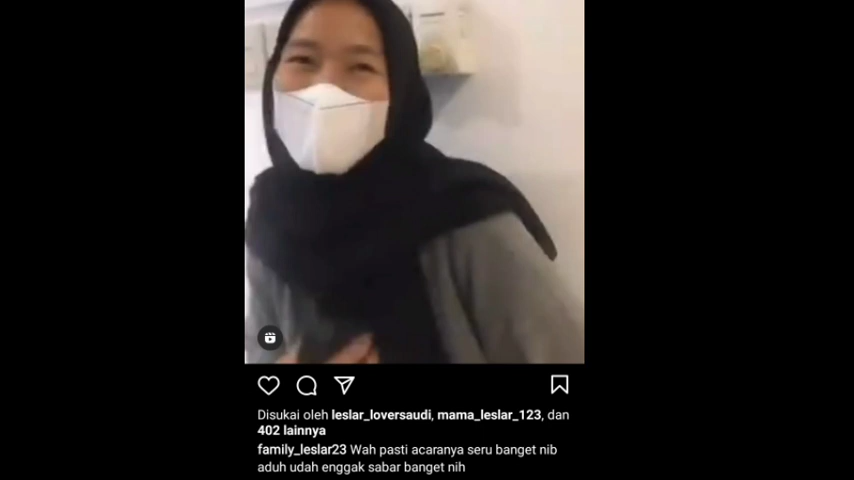 Disukai oleh leslar_loversaudi, mama_leslar_123, dan
402 lainnya
family_leslar23 Wah pasti acaranya seru banget nib
aduh udah enggak sabar banget nih